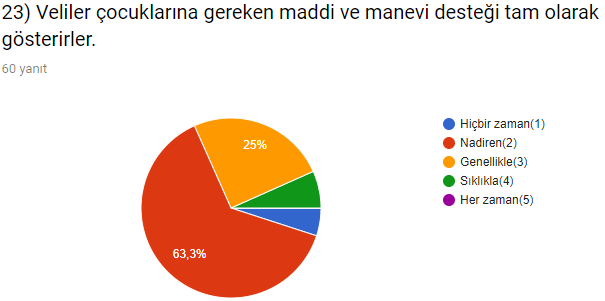 23) Veliler çocuklarına gereken maddi ve manevi desteği tam olarak
gösterirler.
60 yanıt
25%
63,3%
Hiçbir zaman(1)
Nadiren(2)
Genellikle(3)
Sıklıkla(4)
Her zaman(5)